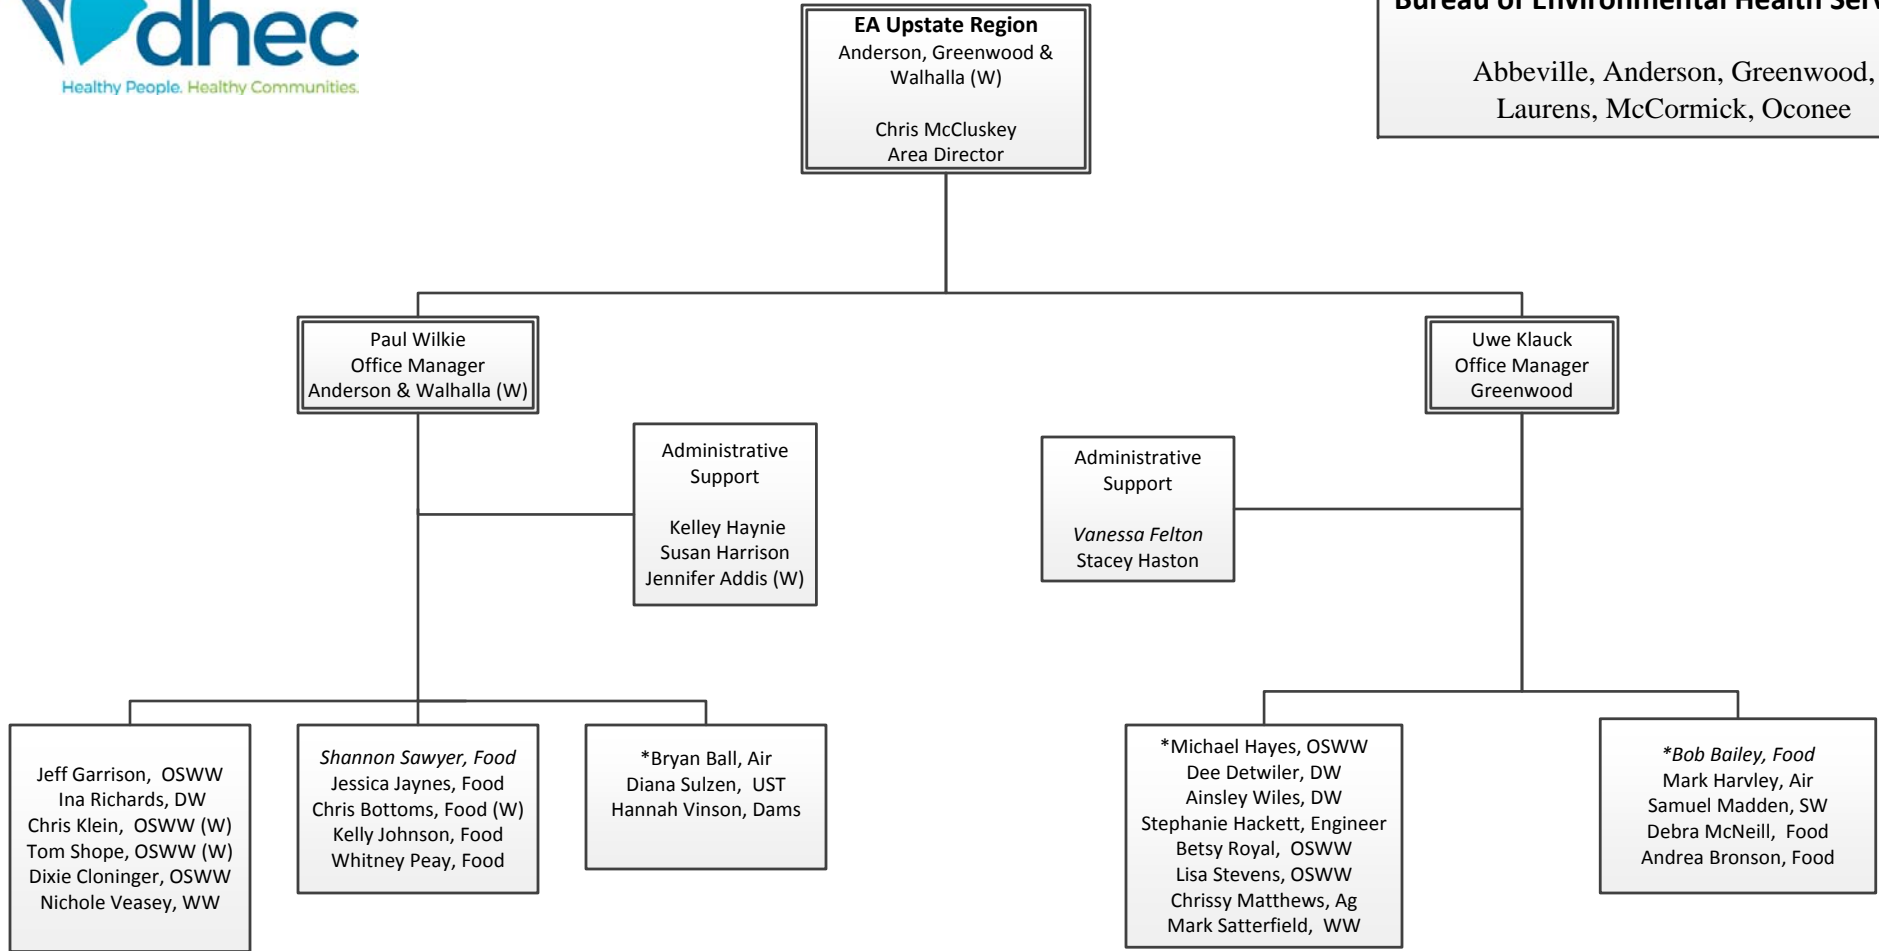 dhec
Healthy People. Healthy Communities.
EA Upstate Region
Anderson, Greenwood &
Walhalla (W)
Chris McCluskey
Area Director
Bureau of Environmental Health
Abbeville, Anderson, Greenwood,
Laurens, McCormick, Oconee
Paul Wilkie
Office Manager
Anderson & Walhalla (W)
Uwe Klauck
Office Manager
Greenwood
Administrative
Support
Kelley Haynie
Susan Harrison
Jennifer Addis (W)
Administrative
Support
Vanessa Felton
Stacey Haston
Jeff Garrison, OSWW
Ina Richards, DW
Chris Klein, OSWW (W)
Tom Shope, OSWW (W)
Dixie Cloninger, OSWW
Nichole Veasey, WW
Shannon Sawyer, Food
Jessica Jaynes, Food
Chris Bottoms, Food (W)
Kelly Johnson, Food
Whitney Peay, Food
*Bryan Ball, Air
Diana Sulzen, UST
Hannah Vinson, Dams
*Michael Hayes, OSWW
Dee Detwiler, DW
Ainsley Wiles, DW
Stephanie Hackett, Engineer
Betsy Royal, OSWW
Lisa Stevens, OSWW
Chrissy Matthews, Ag
Mark Satterfield, WW
*Bob Bailey, Food
Mark Harvley, Air
Samuel Madden, SW
Debra McNeill, Food
Andrea Bronson, Food